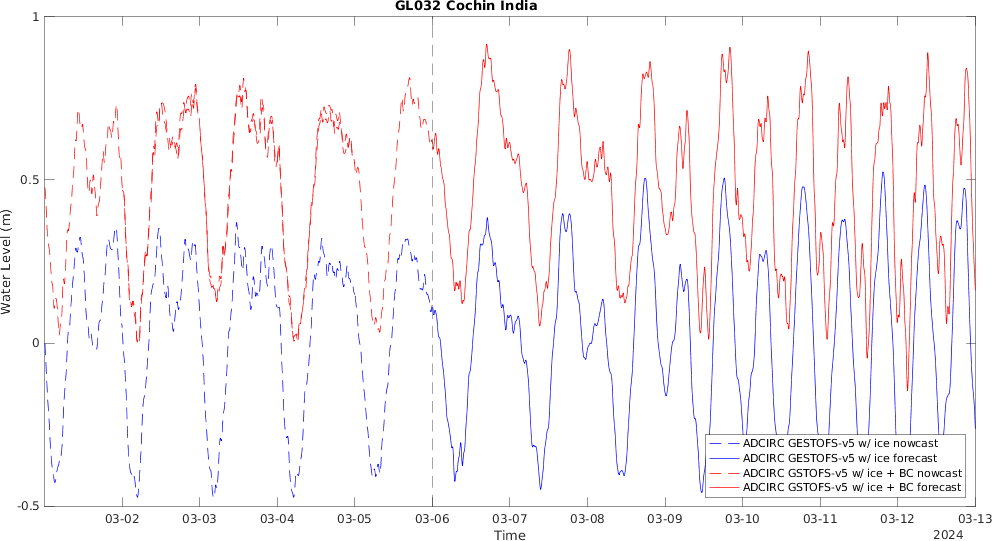 GL032 Cochin India
1
0.5
0
-0.5
Water Level (m)
ADCIRC GESTOFS-v5 w/ ice nowcast
ADCIRC GESTOFS-v5 w/ ice forecast
ADCIRC GSTOFS-v5 w/ ice + BC nowcast
ADCIRC GSTOFS-v5 w/ ice + BC forecast
03-02 03-03 03-04 03-05 03-06 03-07 03-08 03-09 03-10 03-11 03-12 03-13
Time
2024